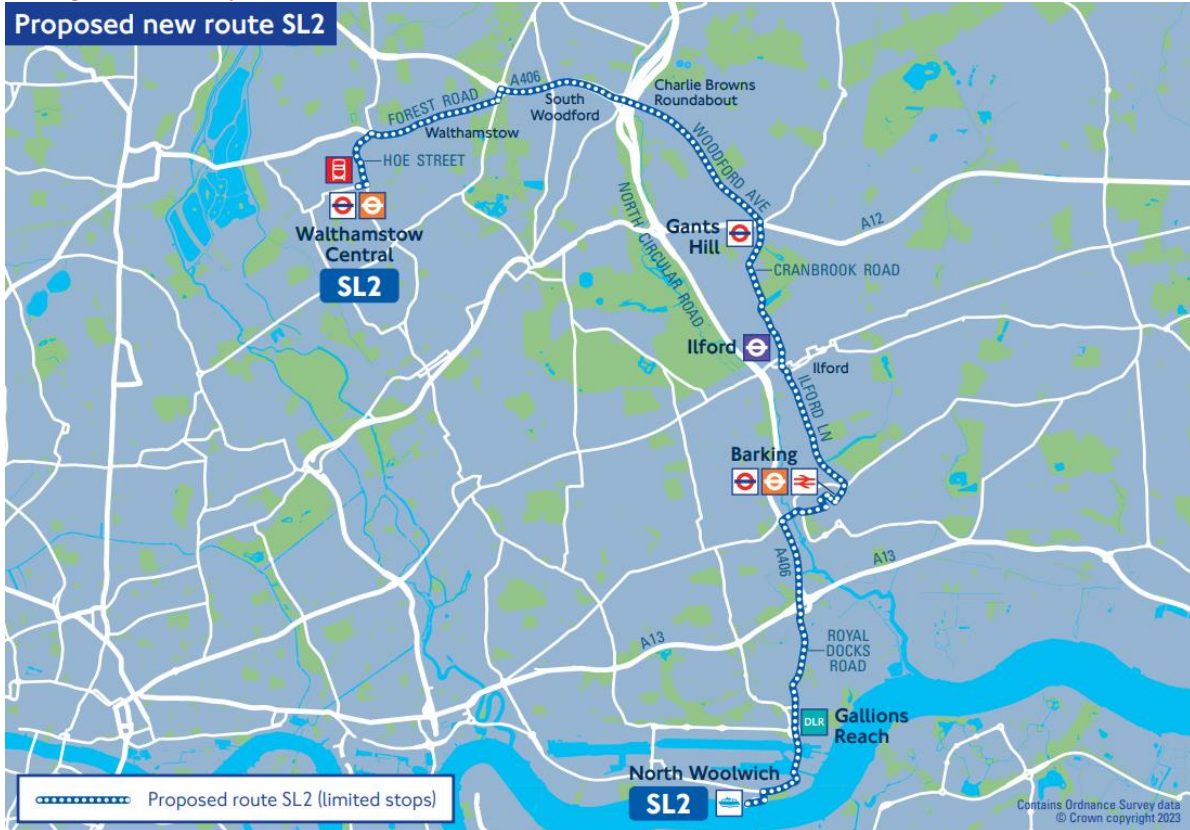 Proposed new route SL2
A406
FOREST ROAD
South
Woodford
Charlie Browns
Roundabout
Walthamstow
HOE STREET
WOODFORD AVE
Walthamstow
Central
SL2
NORTH CIRCULAR ROAD
Gants
Hill
A12
CRANBROOK ROAD
Ilford
Ilford
ILFORD LN
Barking
A406
A13
A13
ROYAL
DOCKS
ROAD
DLR
Gallions
Reach
North Woolwich
SL2
Proposed route SL2 (limited stops)
Contains Ordnance Survey data
© Crown copyright 2023